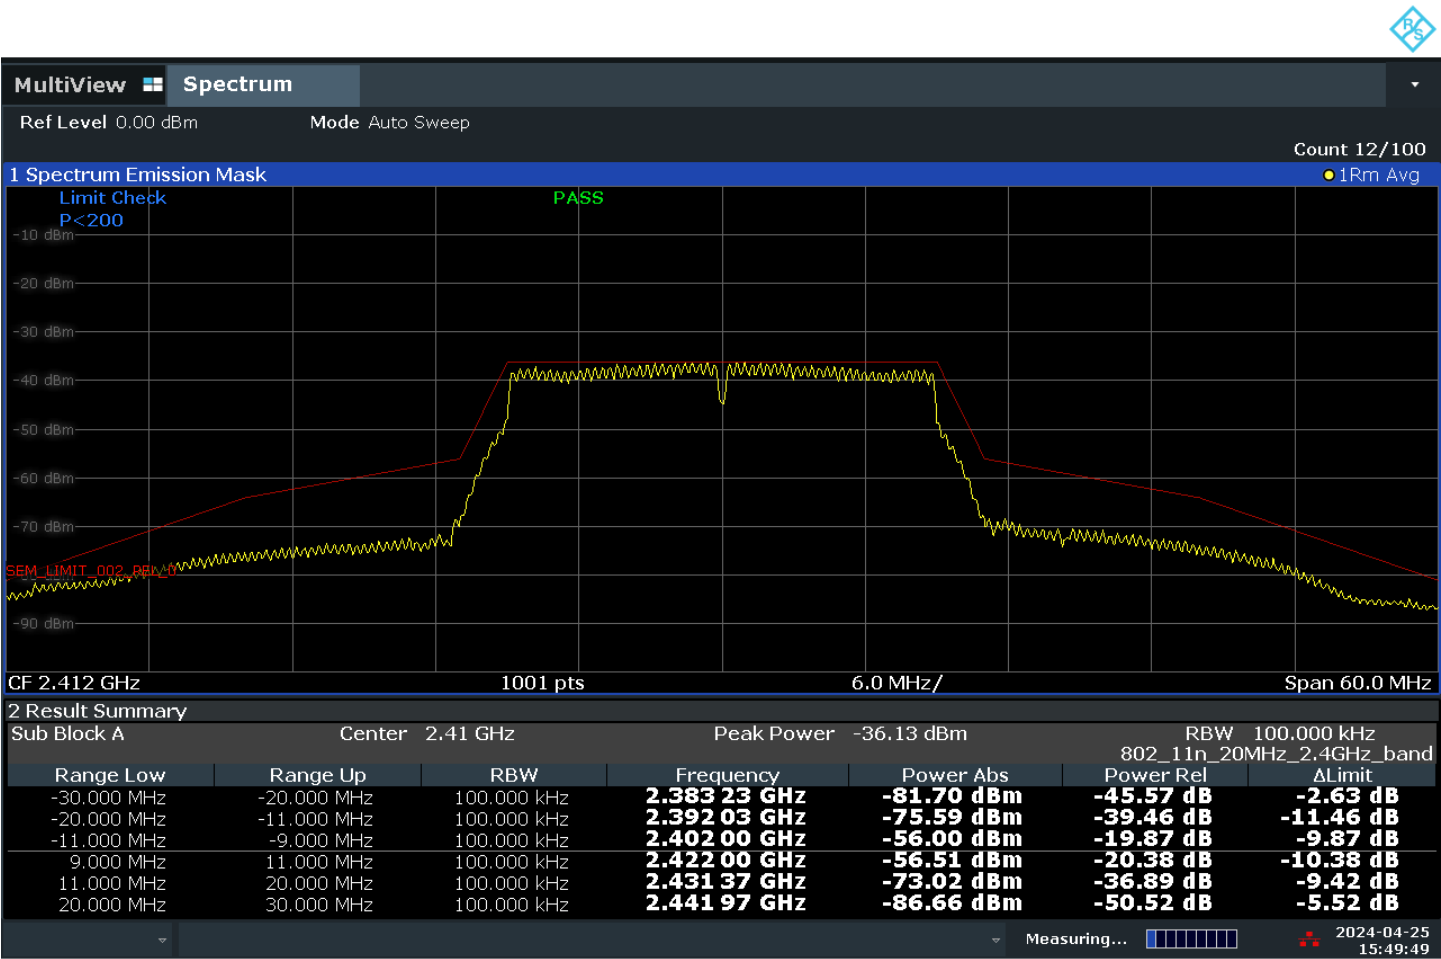 R S
MultiView Spectrum
Ref Level 0.00 dBm Mode Auto Sweep
Count 12/100
1 Spectrum Emission Mask 1Rm Avg
Limit Check PASS
P<200
-10 dBm
-20 dBm
-30 dBm
-40 dBm
-50 dBm
-60 dBm
-70 dBm
SEM_LIMIT_002_REL_0
-90 dBm
CF 2.412 GHz 1001 pts 6.0 MHz/ Span 60.0 MHz
2 Result Summary
Sub Block A Center 2.41 GHz Peak Power -36.13 dBm RBW 100.000 kHz
802_11n_20MHz_2.4GHz_band
Range Low Range Up RBW Frequency Power Abs Power Rel ΔLimit
-30.000 MHz -20.000 MHz 100.000 kHz 2.383 23 GHz -81.70 dBm -45.57 dB -2.63 dB
-20.000 MHz -11.000 MHz 100.000 kHz 2.392 03 GHz -75.59 dBm -39.46 dB -11.46 dB
-11.000 MHz -9.000 MHz 100.000 kHz 2.402 00 GHz -56.00 dBm -19.87 dB -9.87 dB
9.000 MHz 11.000 MHz 100.000 kHz 2.422 00 GHz -56.51 dBm -20.38 dB -10.38 dB
11.000 MHz 20.000 MHz 100.000 kHz 2.431 37 GHz -73.02 dBm -36.89 dB -9.42 dB
20.000 MHz 30.000 MHz 100.000 kHz 2.441 97 GHz -86.66 dBm -50.52 dB -5.52 dB
Measuring... 2024-04-25
15:49:49